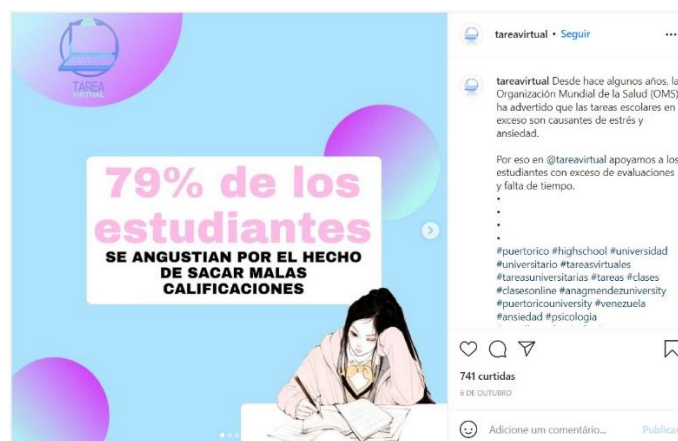 TAREA
VIRTUAL
79% de los
estudiantes
SE ANGUSTIAN POR EL HECHO
DE SACAR MALAS
CALIFICACIONES
tareavirtual • Seguir
tareavirtual Desde hace algunos años, la
Organización Mundial de la Salud (OMS)
ha advertido que las tareas escolares en
exceso son causantes de estrés y
ansiedad.
Por eso en @tareavirtual apoyamos a los
estudiantes con exceso de evaluaciones
y falta de tiempo.
•
•
•
•
#puertorico #highschool #universidad
#universitario #tareasvirtuales
#tareasuniversitarias #tareas #clases
#clasesonline #anagmendezuniversity
#puertoricouniversity #venezuela
#ansiedad #psicologia
741 curtidas
6 DE OUTUBRO
Adicione um comentário...
Publicar